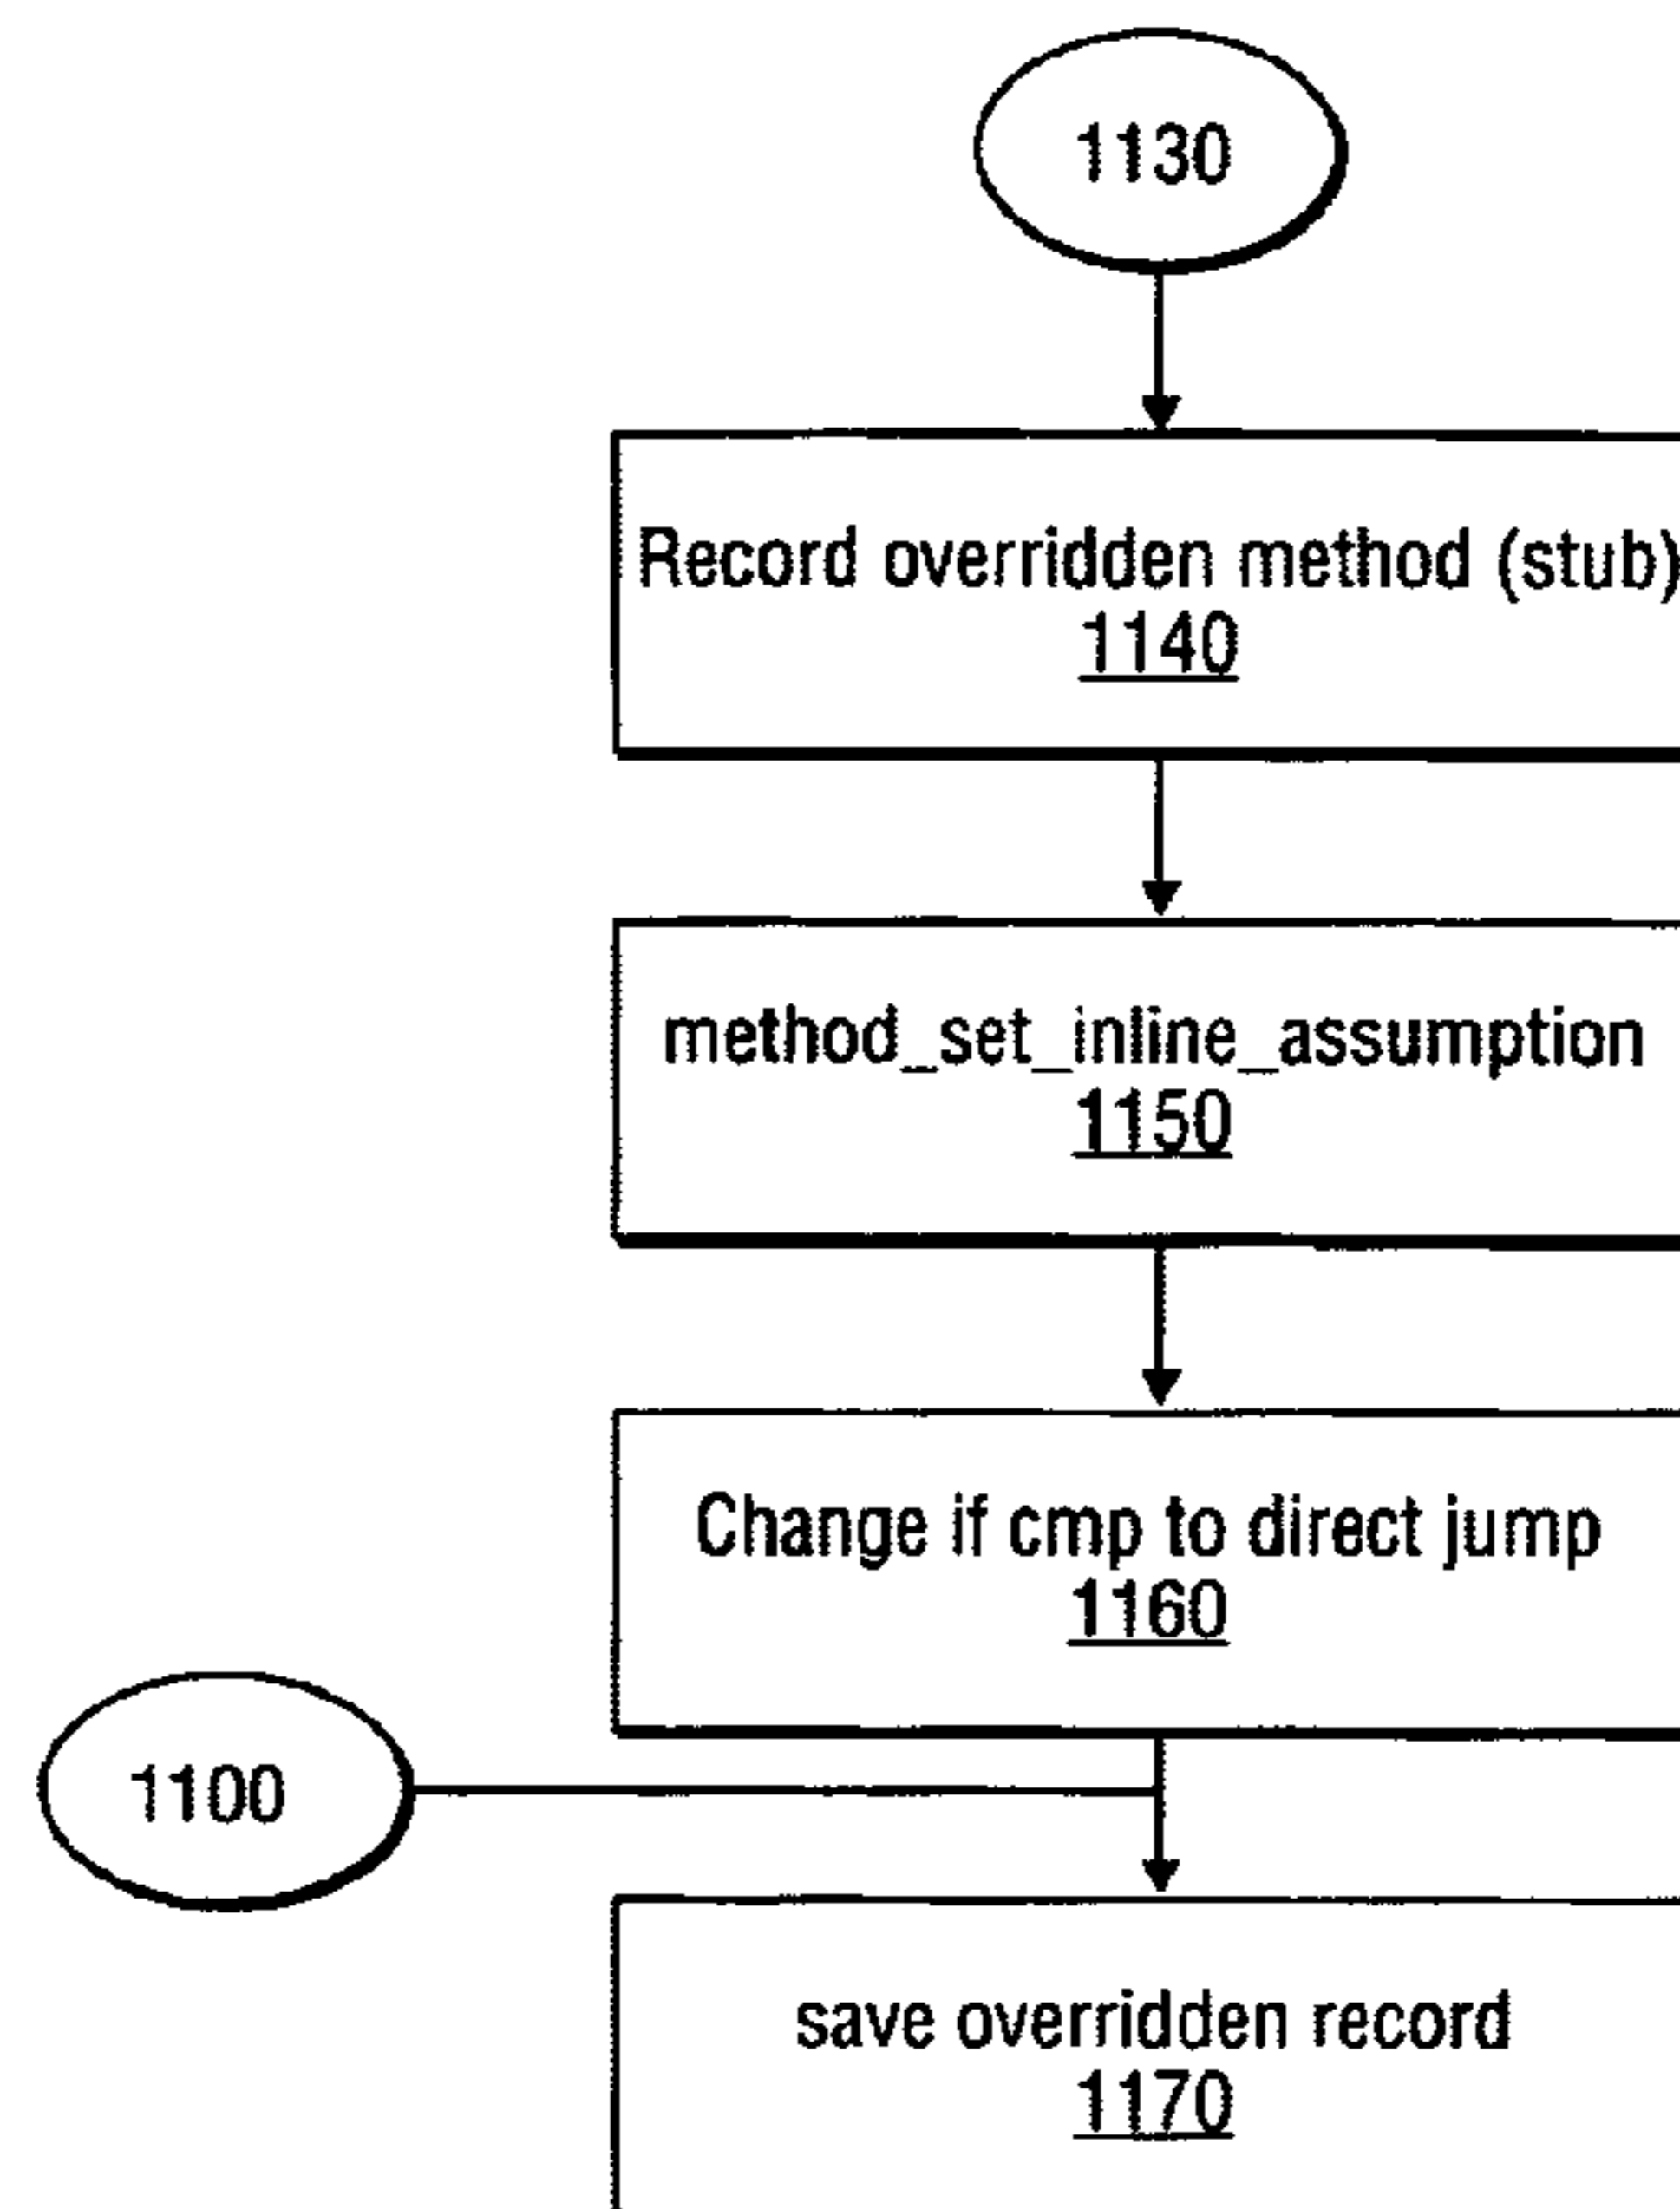 1130
Record overridden method (stub)
1140
method_set_inline_assumption
1150
Change if cmp to direct jump
1160
1100
save overridden record
1170